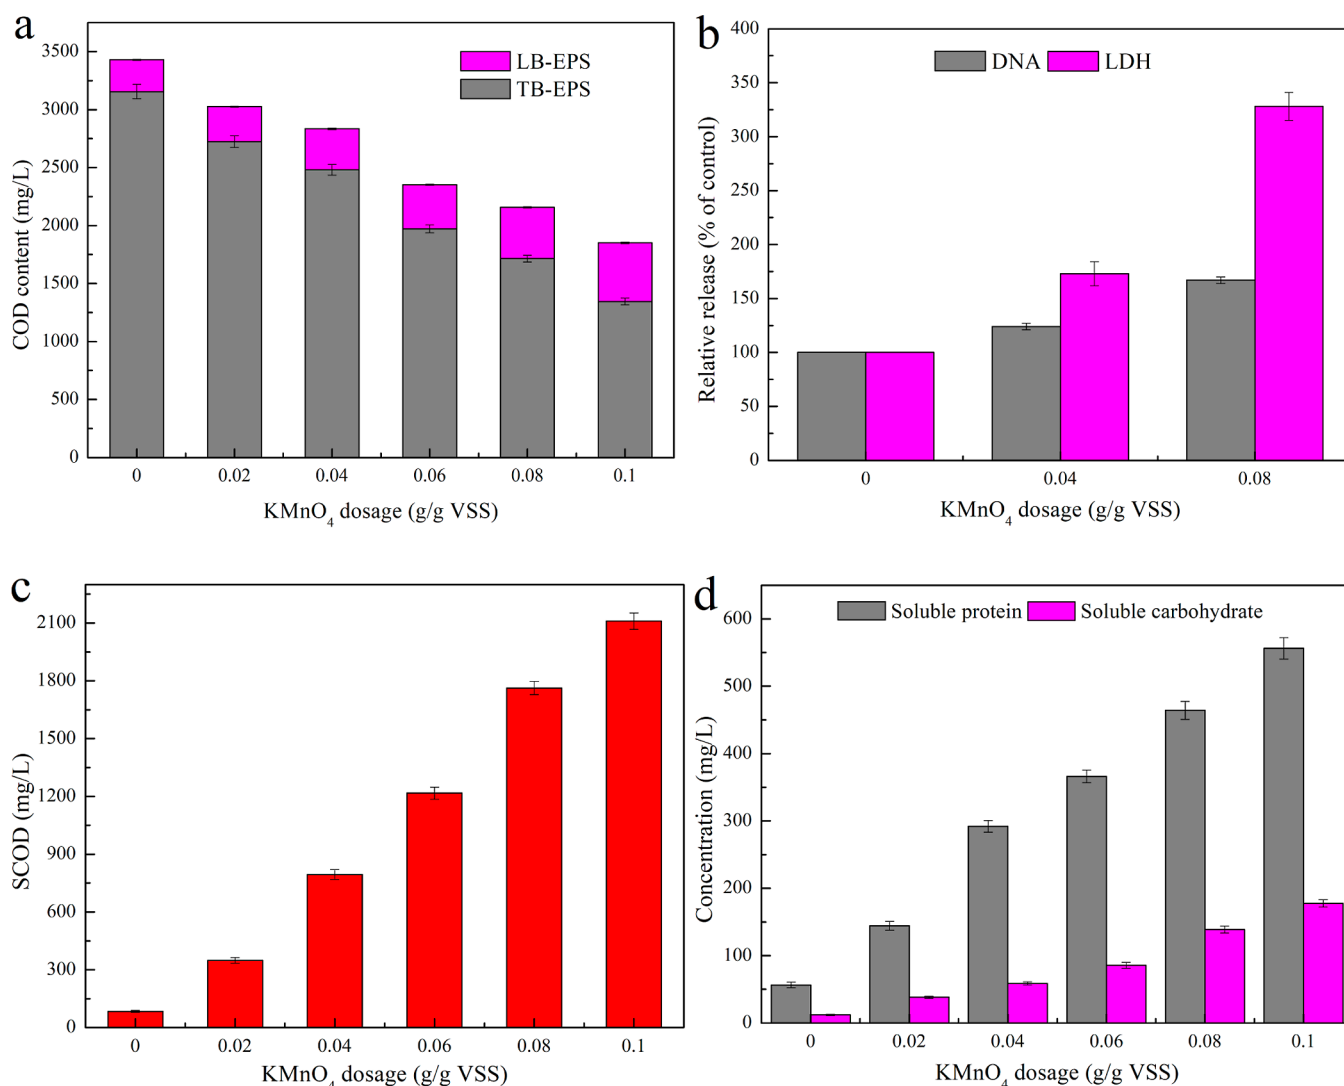 a
LB-EPS
TB-EPS
COD content (mg/L)
3500
3000
2500
2000
1500
1000
500
0
0 0.02 0.04 0.06 0.08 0.1
KMnO4 dosage (g/g VSS)
b
DNA LDH
Relative release (% of control)
400
350
300
250
200
150
100
50
0
0 0.04 0.08
KMnO4 dosage (g/g VSS)
c
SCOD (mg/L)
2100
1800
1500
1200
900
600
300
0
0 0.02 0.04 0.06 0.08 0.1
KMnO4 dosage (g/g VSS)
d
Soluble protein Soluble carbohydrate
Concentration (mg/L)
600
500
400
300
200
100
0
0 0.02 0.04 0.06 0.08 0.1
KMnO4 dosage (g/g VSS)